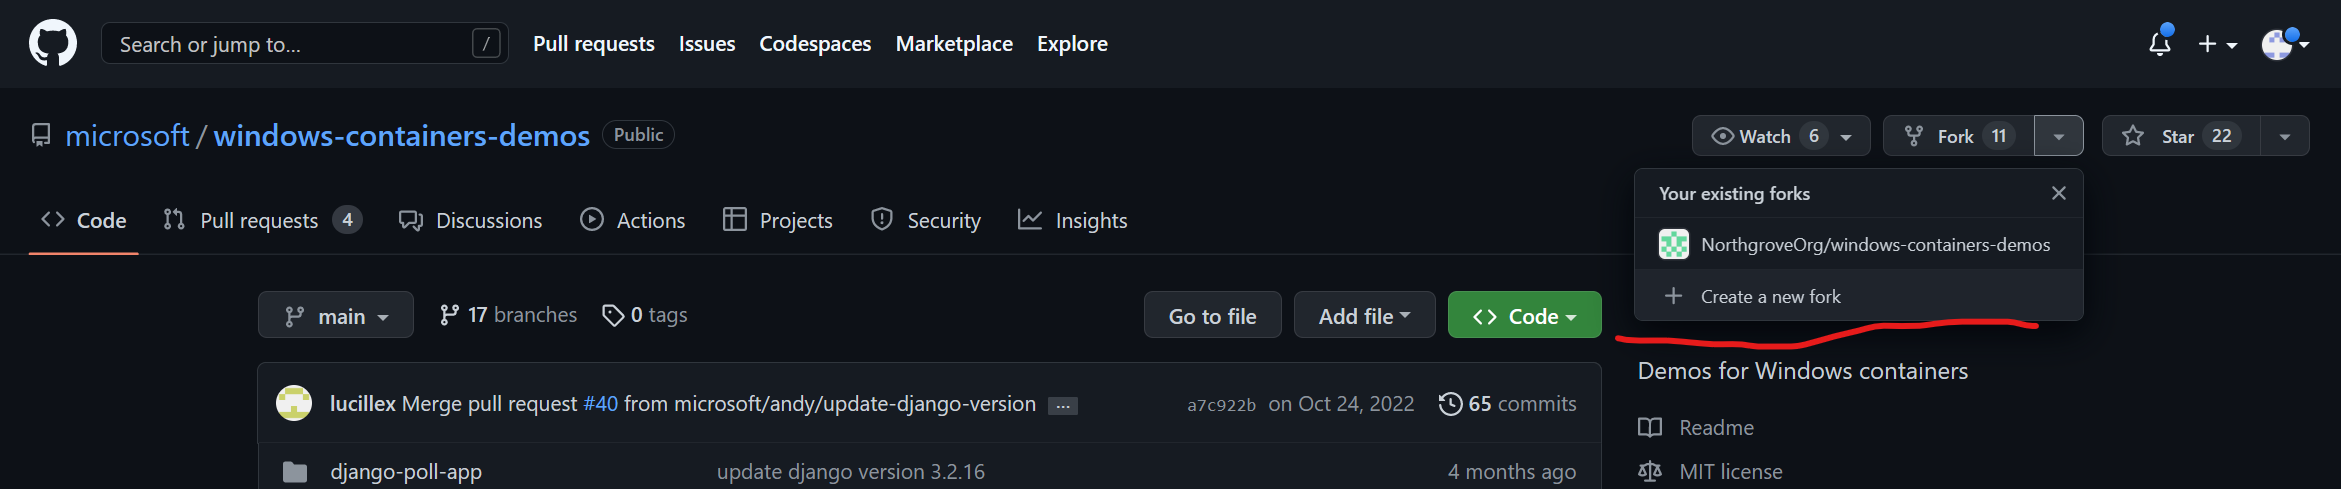 Search or jump to... /
Pull requests Issues Codespaces Marketplace Explore
microsoft / windows-containers-demos Public
Watch 6 Fork 11 Star 22
Your existing forks
NorthgroveOrg/windows-containers-demos
Create a new fork
Code Pull requests 4 Discussions Actions Projects Security Insights
main 17 branches 0 tags Go to file Add file Code
lucillex Merge pull request #40 from microsoft/andy/update-django-version ... a7c922b on Oct 24, 2022 65 commits
django-poll-app update django version 3.2.16 4 months ago
Demos for Windows containers
Readme
MIT license